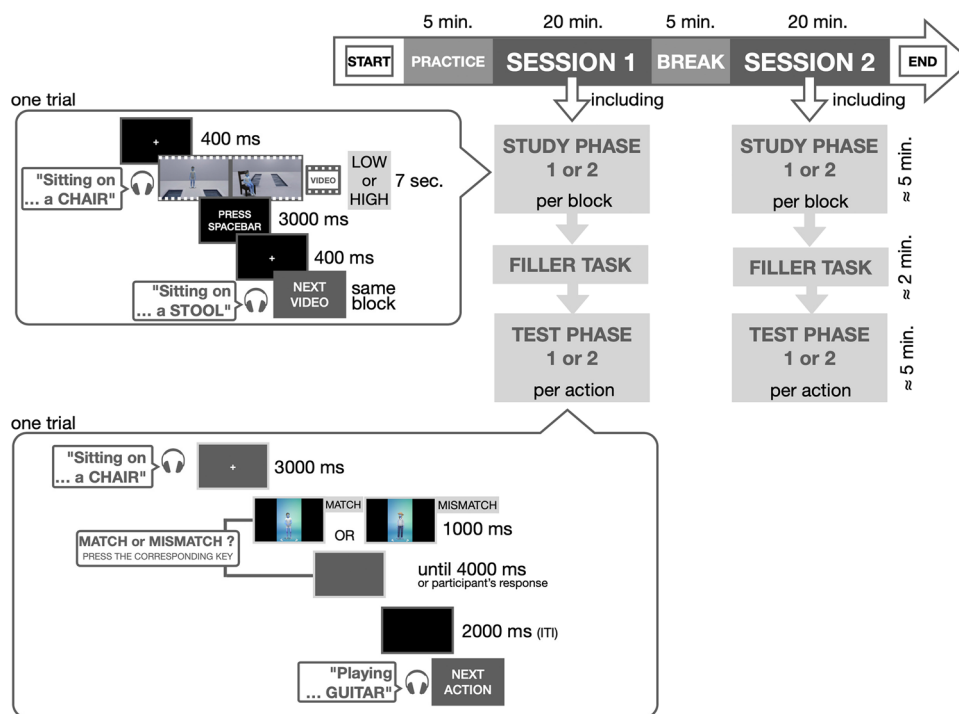 5 min.
20 min.
5 min.
20 min.
START
PRACTICE
SESSION 1
BREAK
SESSION 2
END
including
including
one trial
400 ms
"Sitting on
... a CHAIR"
VIDEO
LOW
or
HIGH
7 sec.
PRESS
SPACEBAR
3000 ms
400 ms
"Sitting on
... a STOOL"
NEXT
VIDEO
same
block
STUDY PHASE
1 or 2
per block
FILLER TASK
TEST PHASE
1 or 2
per action
STUDY PHASE
1 or 2
per block
FILLER TASK
TEST PHASE
1 or 2
per action
≈ 5 min.
≈ 2 min.
≈ 5 min.
one trial
"Sitting on
... a CHAIR"
3000 ms
MATCH or MISMATCH ?
PRESS THE CORRESPONDING KEY
MATCH
OR
MISMATCH
1000 ms
until 4000 ms
or participant's response
2000 ms (ITI)
"Playing
... GUITAR"
NEXT
ACTION